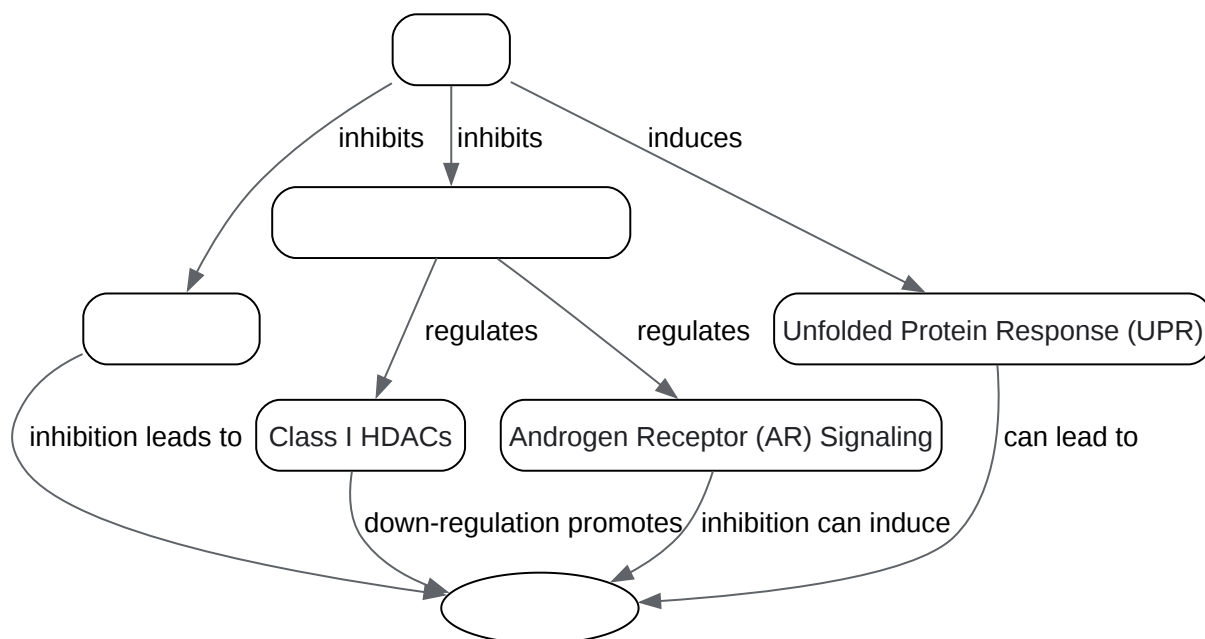 inhibits
inhibits
induces
regulates
regulates
Unfolded Protein Response (UPR)
inhibition leads to
Class I HDACs
Androgen Receptor (AR) Signaling
can lead to
down-regulation promotes
inhibition can induce